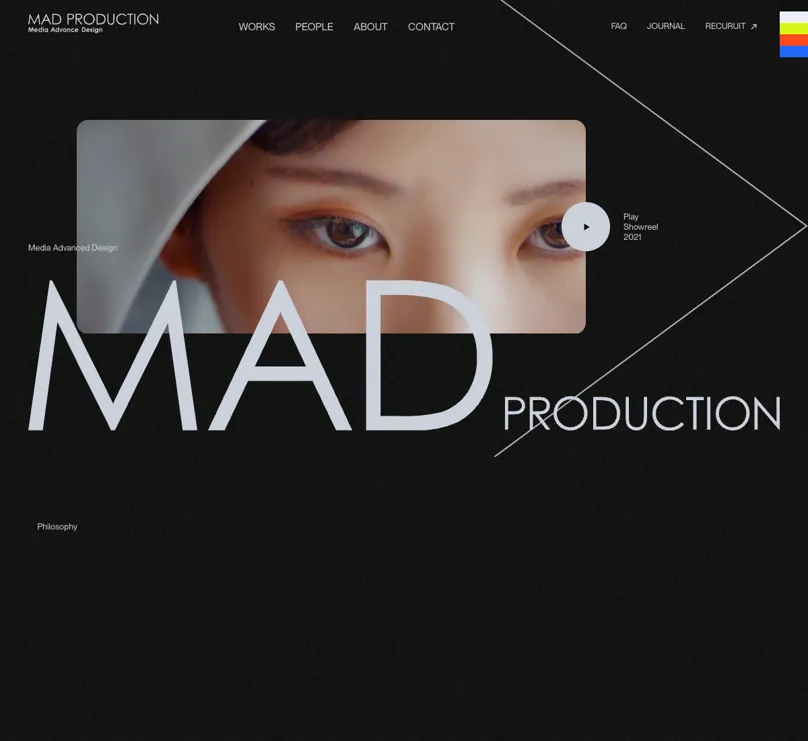 MAD PRODUCTION
Media Advance Design
WORKS PEOPLE ABOUT CONTACT
FAQ JOURNAL RECURUIT
Play
Showreel
2021
Media Advanced Design
MAD PRODUCTION
Philosophy